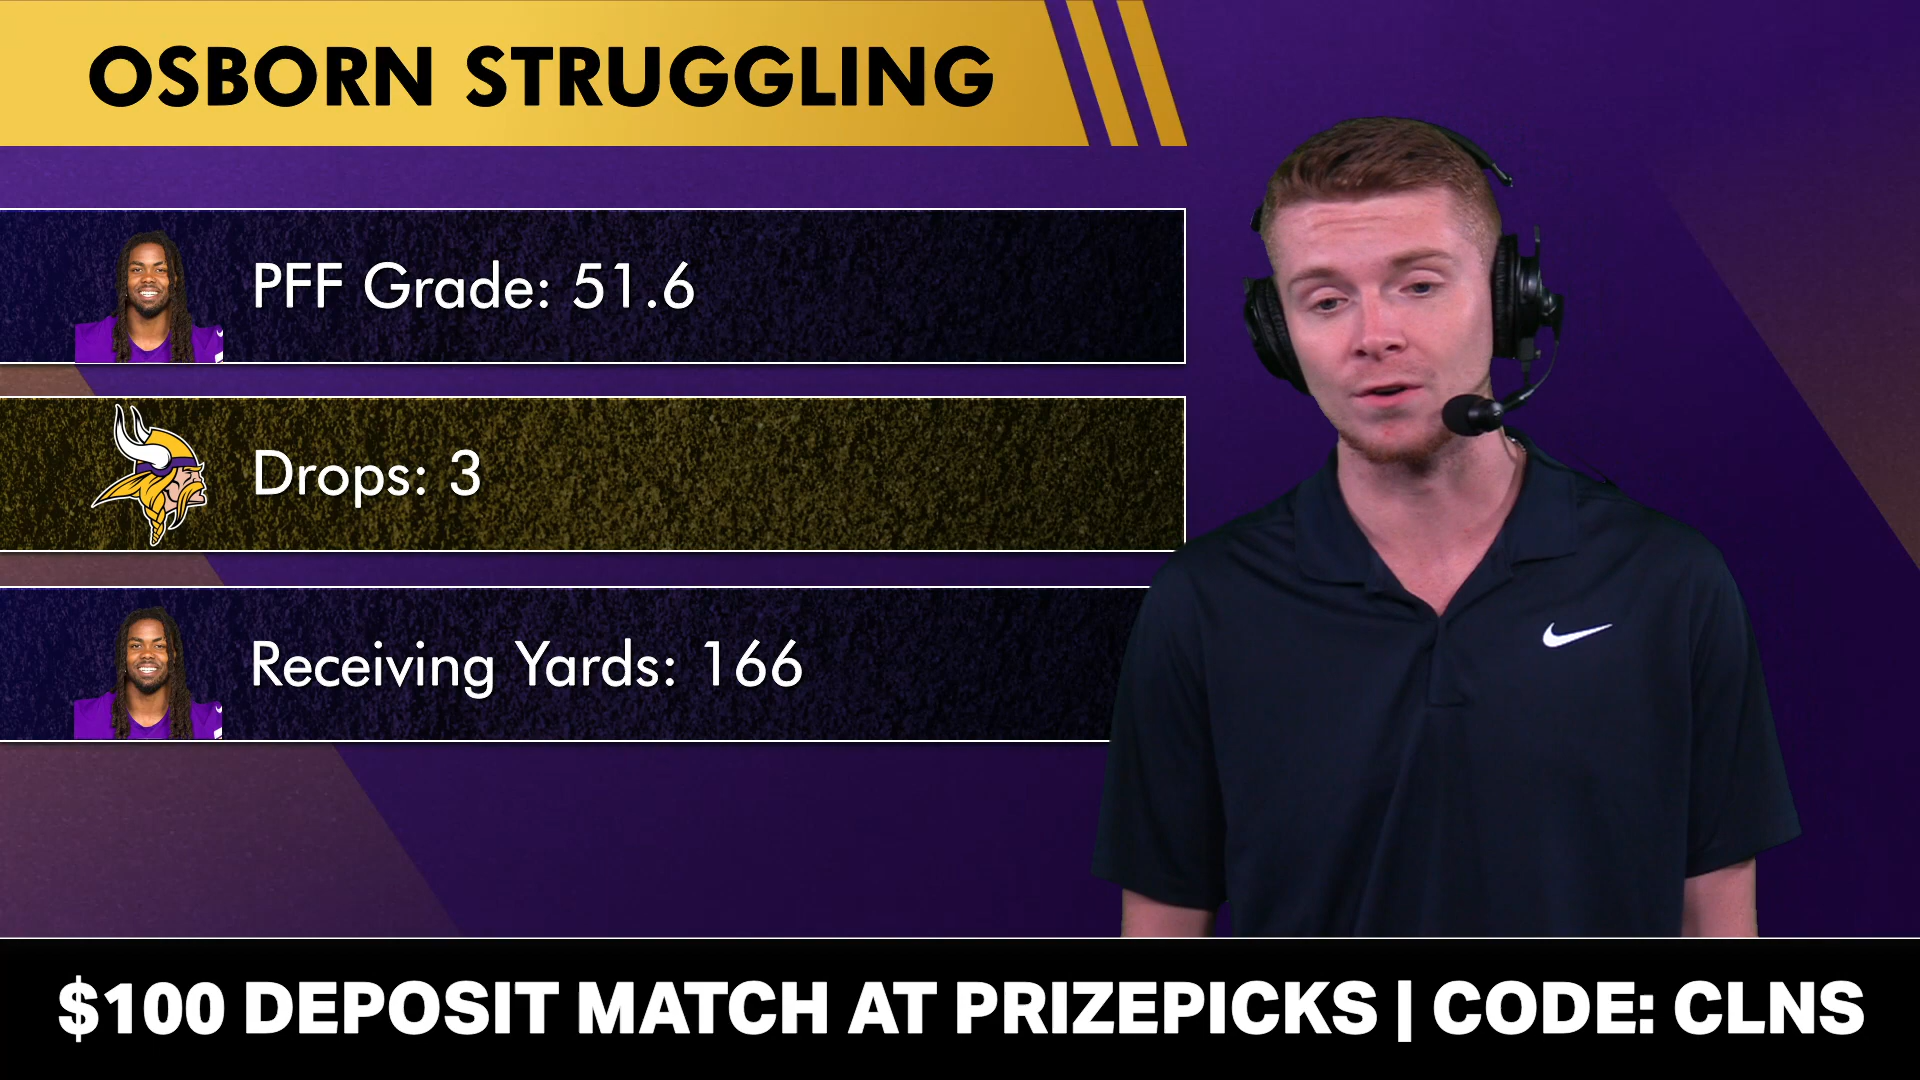 OSBORN STRUGGLING
PFF Grade: 51.6
Drops: 3
Receiving Yards: 166
$100 DEPOSIT MATCH AT PRIZEPICKS | CODE: CLNS